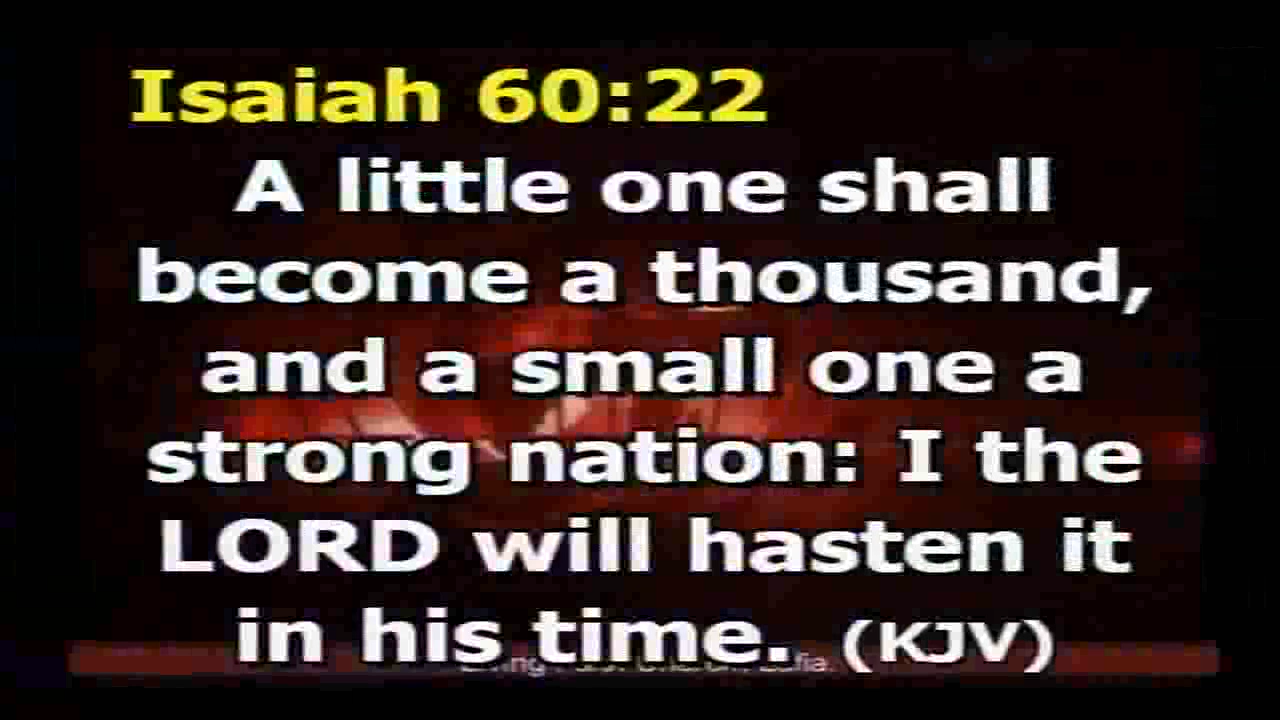 Isaiah 60:22
A little one shall
become a thousand,
and a small one a
strong nation: I the
LORD will hasten it
in his time. (KJV)